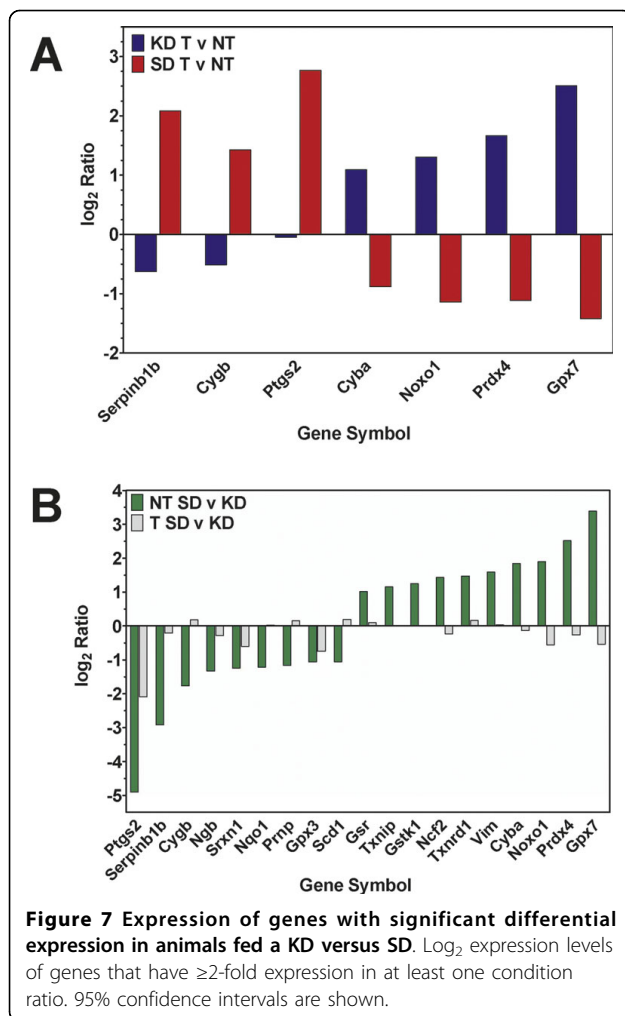 A
KD T v NT
SD T v NT
3
2
1
0
-1
-2
log2 Ratio
Serpinb1b
Cygb
Ptgs2
Cyba
Noxo1
Prdx4
Gpx7
Gene Symbol
B
NT SD v KD
T SD v KD
4
3
2
1
0
-1
-2
-3
-4
-5
log2 Ratio
Ptgs2
Serpinb1b
Cygb
Ngb
Srxn1
Nqo1
Prnp
Gpx3
Scd1
Gsr
Txnip
Gstk1
Ncf2
Txnrd1
Vim
Cyba
Noxo1
Prdx4
Gpx7
Gene Symbol
Figure 7 Expression of genes with significant differential
expression in animals fed a KD versus SD. Log2 expression levels
of genes that have ≥2-fold expression in at least one condition
ratio. 95% confidence intervals are shown.